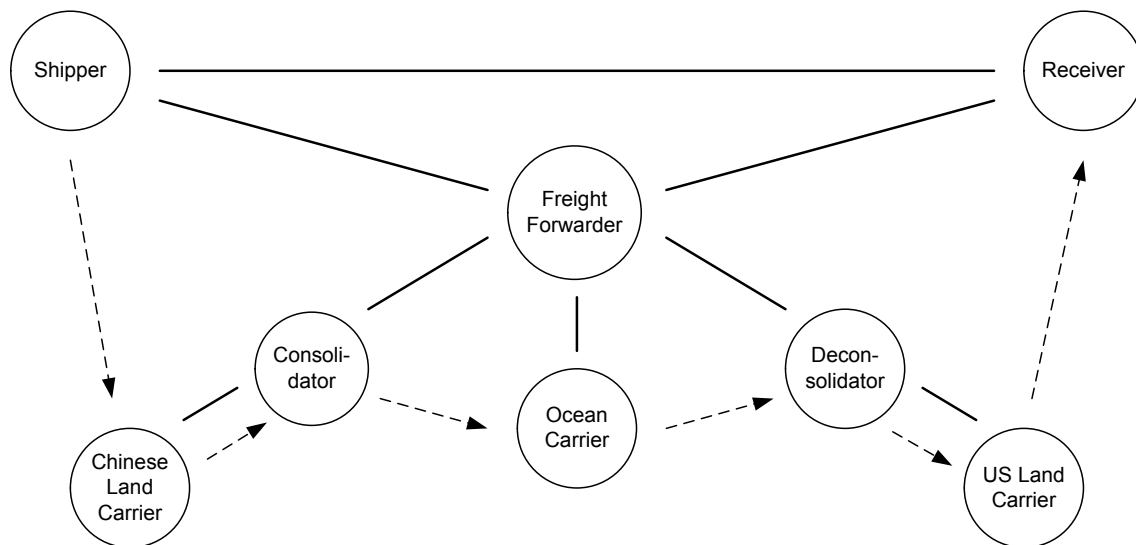 Shipper
Receiver
Freight
Forwarder
Consoli-
dator
Decon-
solidator
Ocean
Carrier
Chinese
Land
Carrier
US Land
Carrier